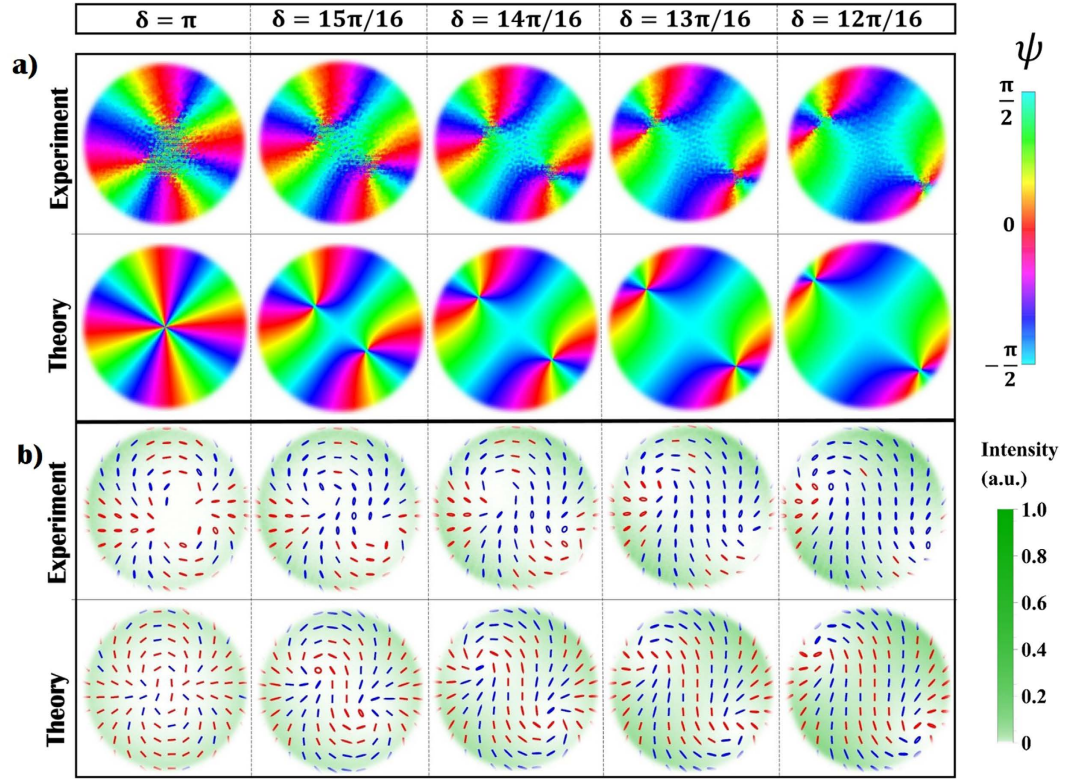 δ = π δ = 15π/16 δ = 14π/16 δ = 13π/16 δ = 12π/16
a)
Experiment
Theory
ψ
π/2
0
−π/2
b)
Experiment
Theory
Intensity
(a.u.)
1.0
0.8
0.6
0.4
0.2
0